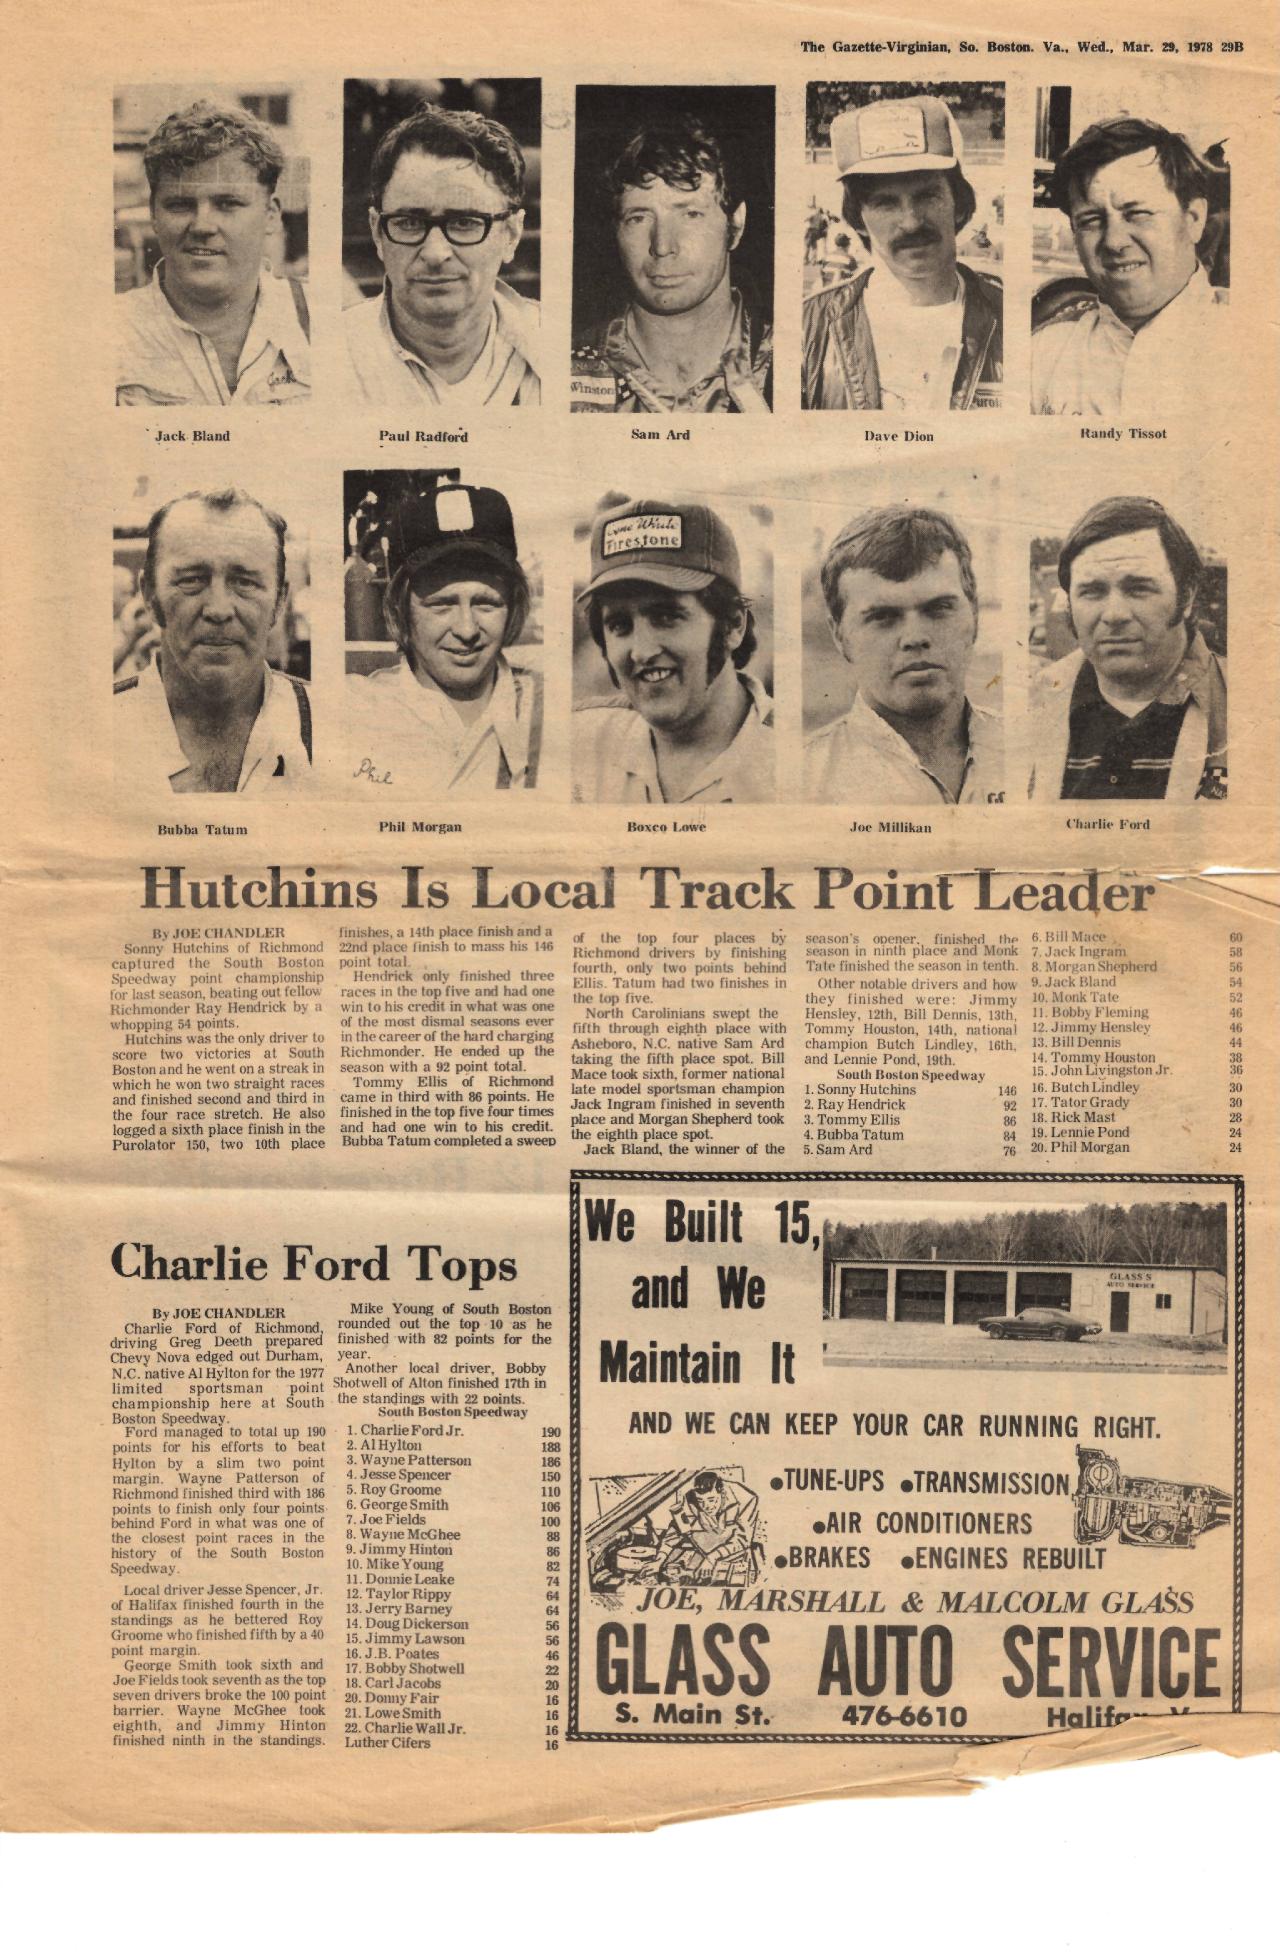 The Gazette-Virginian, So. Boston. Va., Wed., Mar. 29, 1978 29B
Jack
Winston
Jack Bland
Paul Radford
Sam Ard
Dave Dion
Randy Tissot
Firestone
Phil
Bubba Tatum
Phil Morgan
Boxco Lowe
Joe Millikan
Charlie Ford
Hutchins Is Local Track Point Leader
By JOE CHANDLER
Sonny Hutchins of Richmond
captured the South Boston
Speedway point championship
for last season, beating out fellow
Richmonder Ray Hendrick by a
whopping 54 points.
Hutchins was the only driver to
score two victories at South
Boston and he went on a streak in
which he won two straight races
and finished second and third in
the four race stretch. He also
logged a sixth place finish in the
Purolator 150, two 10th place
finishes, a 14th place finish and a
22nd place finish to mass his 146
point total.
Hendrick only finished three
races in the top five and had one
win to his credit in what was one
of the most dismal seasons ever
in the career of the hard charging
Richmonder. He ended up the
season with a 92 point total.
Tommy Ellis of Richmond
came in third with 86 points. He
finished in the top five four times
and had one win to his credit.
Bubba Tatum completed a sweep
of the top four places by
Richmond drivers by finishing
fourth, only two points behind
Ellis. Tatum had two finishes in
the top five.
North Carolinians swept the
fifth through eighth place with
Asheboro, N.C. native Sam Ard
taking the fifth place spot. Bill
Mace took sixth, former national
late model sportsman champion
Jack Ingram finished in seventh
place and Morgan Shepherd took
the eighth place spot.
Jack Bland, the winner of the
season's opener, finished the
season in ninth place and Monk
Tate finished the season in tenth.
Other notable drivers and how
they finished were: Jimmy
Hensley, 12th, Bill Dennis, 13th,
Tommy Houston, 14th, national
champion Butch Lindley, 16th,
and Lennie Pond, 19th.
South Boston Speedway
1. Sonny Hutchins 146
2. Ray Hendrick 92
3. Tommy Ellis 86
4. Bubba Tatum 84
5. Sam Ard 76
6. Bill Mace 60
7. Jack Ingram 58
8. Morgan Shepherd 56
9. Jack Bland 54
10. Monk Tate 52
11. Bobby Fleming 46
12. Jimmy Hensley 46
13. Bill Dennis 44
14. Tommy Houston 38
15. John Livingston Jr. 36
16. Butch Lindley 30
17. Tator Grady 30
18. Rick Mast 28
19. Lennie Pond 24
20. Phil Morgan 24
Charlie Ford Tops
By JOE CHANDLER
Charlie Ford of Richmond,
driving Greg Deeth prepared
Chevy Nova edged out Durham,
N.C. native Al Hylton for the 1977
limited sportsman point
championship here at South
Boston Speedway.
Ford managed to total up 190
points for his efforts to beat
Hylton by a slim two point
margin. Wayne Patterson of
Richmond finished third with 186
points to finish only four points
behind Ford in what was one of
the closest point races in the
history of the South Boston
Speedway.
Local driver Jesse Spencer, Jr.
of Halifax finished fourth in the
standings as he bettered Roy
Groome who finished fifth by a 40
point margin.
George Smith took sixth and
Joe Fields took seventh as the top
seven drivers broke the 100 point
barrier. Wayne McGhee took
eighth, and Jimmy Hinton
finished ninth in the standings.
Mike Young of South Boston
rounded out the top 10 as he
finished with 82 points for the
year.
Another local driver, Bobby
Shotwell of Alton finished 17th in
the standings with 22 points.
South Boston Speedway
1. Charlie Ford Jr. 190
2. Al Hylton 188
3. Wayne Patterson 186
4. Jesse Spencer 150
5. Roy Groome 110
6. George Smith 106
7. Joe Fields 100
8. Wayne McGhee 88
9. Jimmy Hinton 86
10. Mike Young 82
11. Donnie Leake 74
12. Taylor Rippy 64
13. Jerry Barney 64
14. Doug Dickerson 56
15. Jimmy Lawson 56
16. J.B. Poates 46
17. Bobby Shotwell 22
18. Carl Jacobs 20
20. Donny Fair 16
21. Lowe Smith 16
22. Charlie Wall Jr. 16
Luther Cifers 16
We Built 15,
and We
Maintain It
GLASS'S
AUTO SERVICE
AND WE CAN KEEP YOUR CAR RUNNING RIGHT.
●TUNE-UPS ●TRANSMISSION
●AIR CONDITIONERS
●BRAKES ●ENGINES REBUILT
JOE, MARSHALL & MALCOLM GLASS
GLASS AUTO SERVICE
S. Main St. 476-6610 Halifax